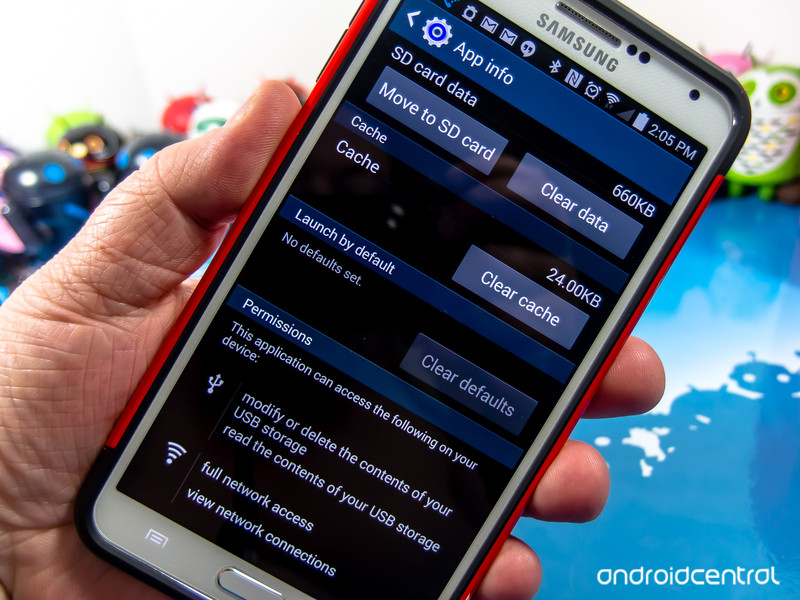 SAMSUNG
2:05 PM
App info
SD card data
660KB
Move to SD card
Clear data
Cache
Cache
24.00KB
Clear cache
Launch by default
No defaults set.
Clear defaults
Permissions
This application can access the following on your
device:
modify or delete the contents of your
USB storage
read the contents of your USB storage
full network access
view network connections
androidcentral